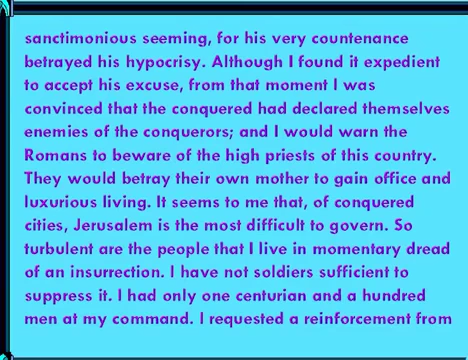 sanctimonious seeming, for his very countenance
betrayed his hypocrisy. Although I found it expedient
to accept his excuse, from that moment I was
convinced that the conquered had declared themselves
enemies of the conquerors; and I would warn the
Romans to beware of the high priests of this country.
They would betray their own mother to gain office and
luxurious living. It seems to me that, of conquered
cities, Jerusalem is the most difficult to govern. So
turbulent are the people that I live in momentary dread
of an insurrection. I have not soldiers sufficient to
suppress it. I had only one centurian and a hundred
men at my command. I requested a reinforcement from